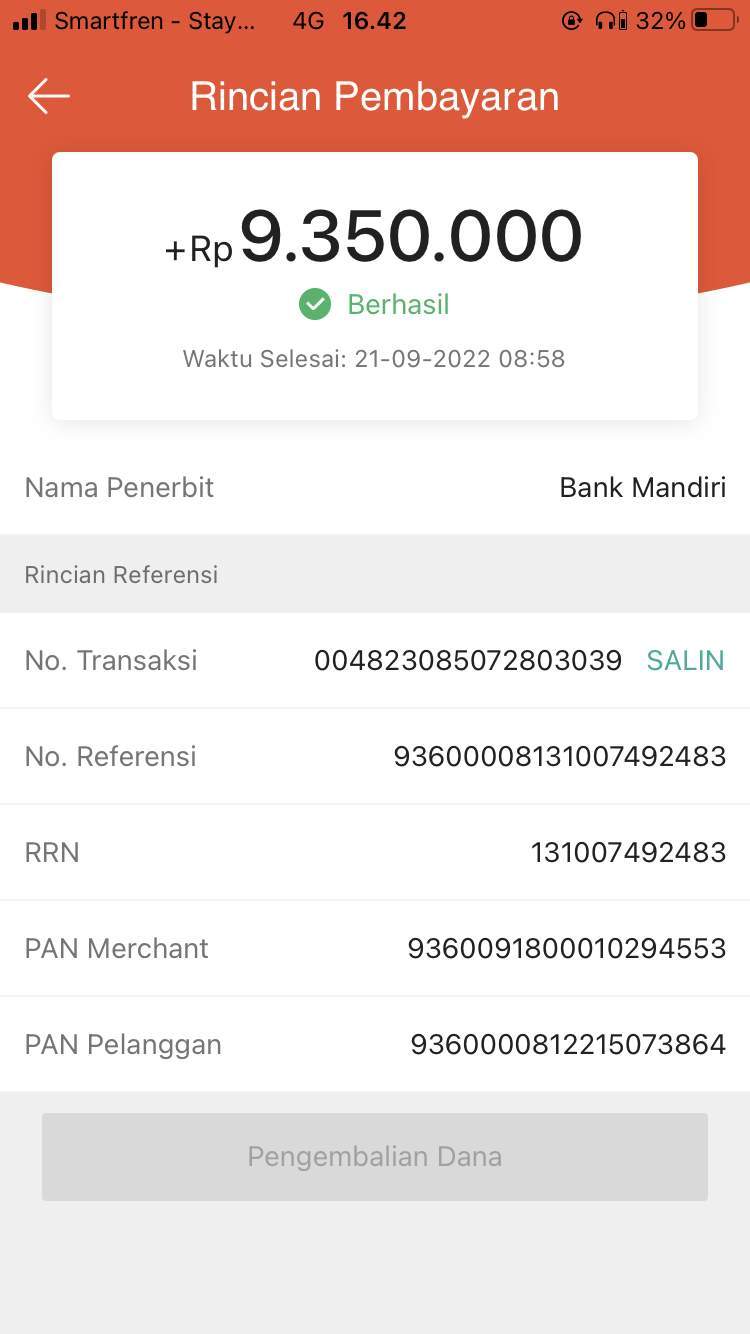 Smartfren - Stay... 4G 16.42 32%
Rincian Pembayaran
+Rp 9.350.000
Berhasil
Waktu Selesai: 21-09-2022 08:58
Nama Penerbit Bank Mandiri
Rincian Referensi
No. Transaksi 004823085072803039 SALIN
No. Referensi 93600008131007492483
RRN 131007492483
PAN Merchant 9360091800010294553
PAN Pelanggan 9360000812215073864
Pengembalian Dana